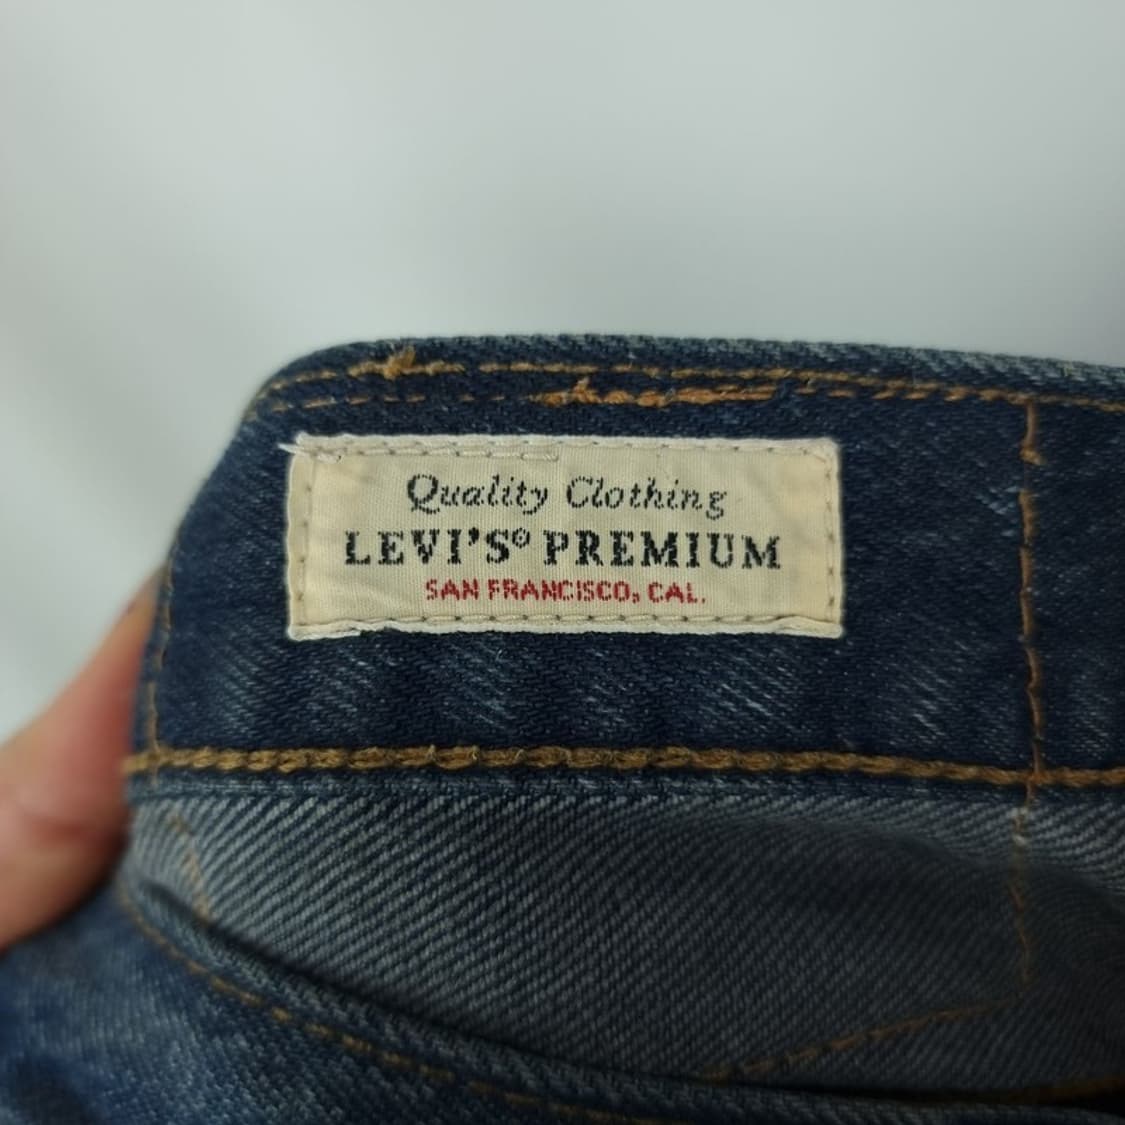 Quality Clothing
LEVI'S® PREMIUM
SAN FRANCISCO, CAL.